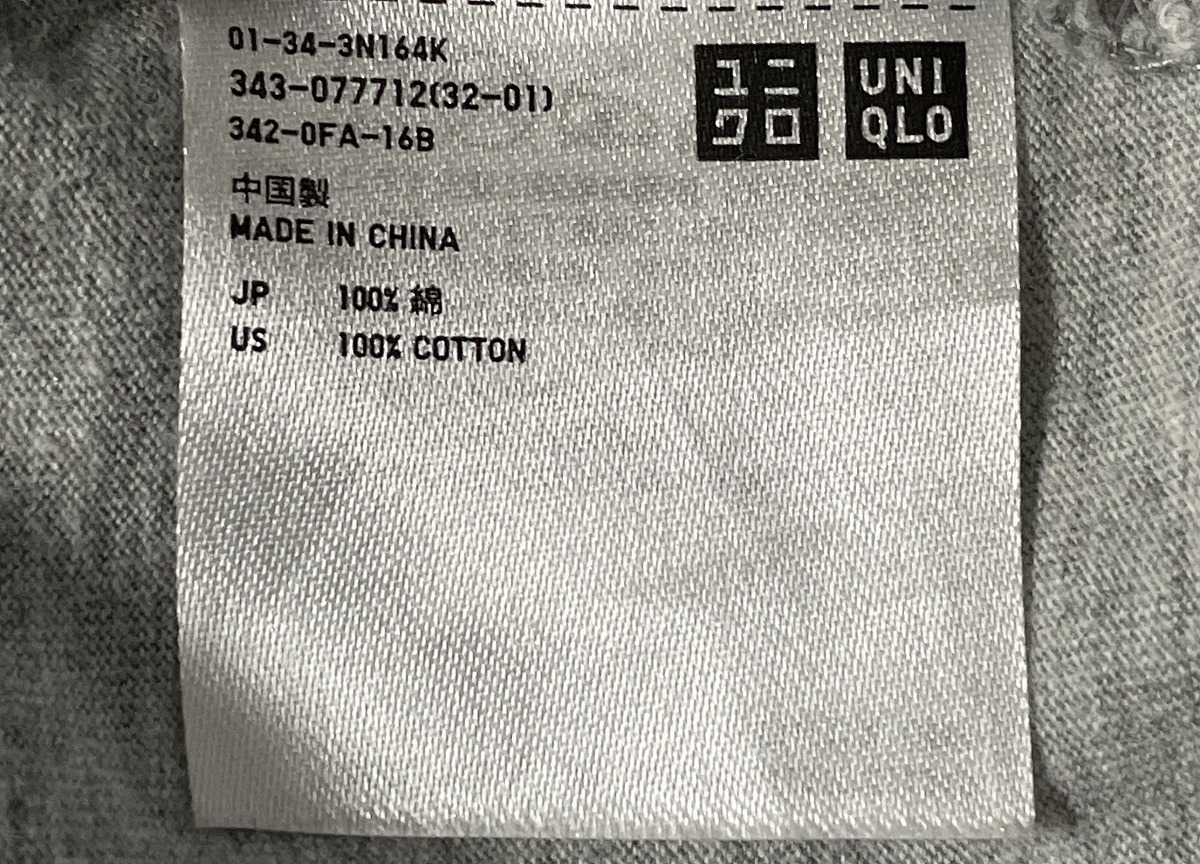 01-34-3N164K
343-077712(32-01)
342-0FA-16B
中国製
MADE IN CHINA
JP 100% 綿
US 100% COTTON
ユニ
クロ
UNI
QLO